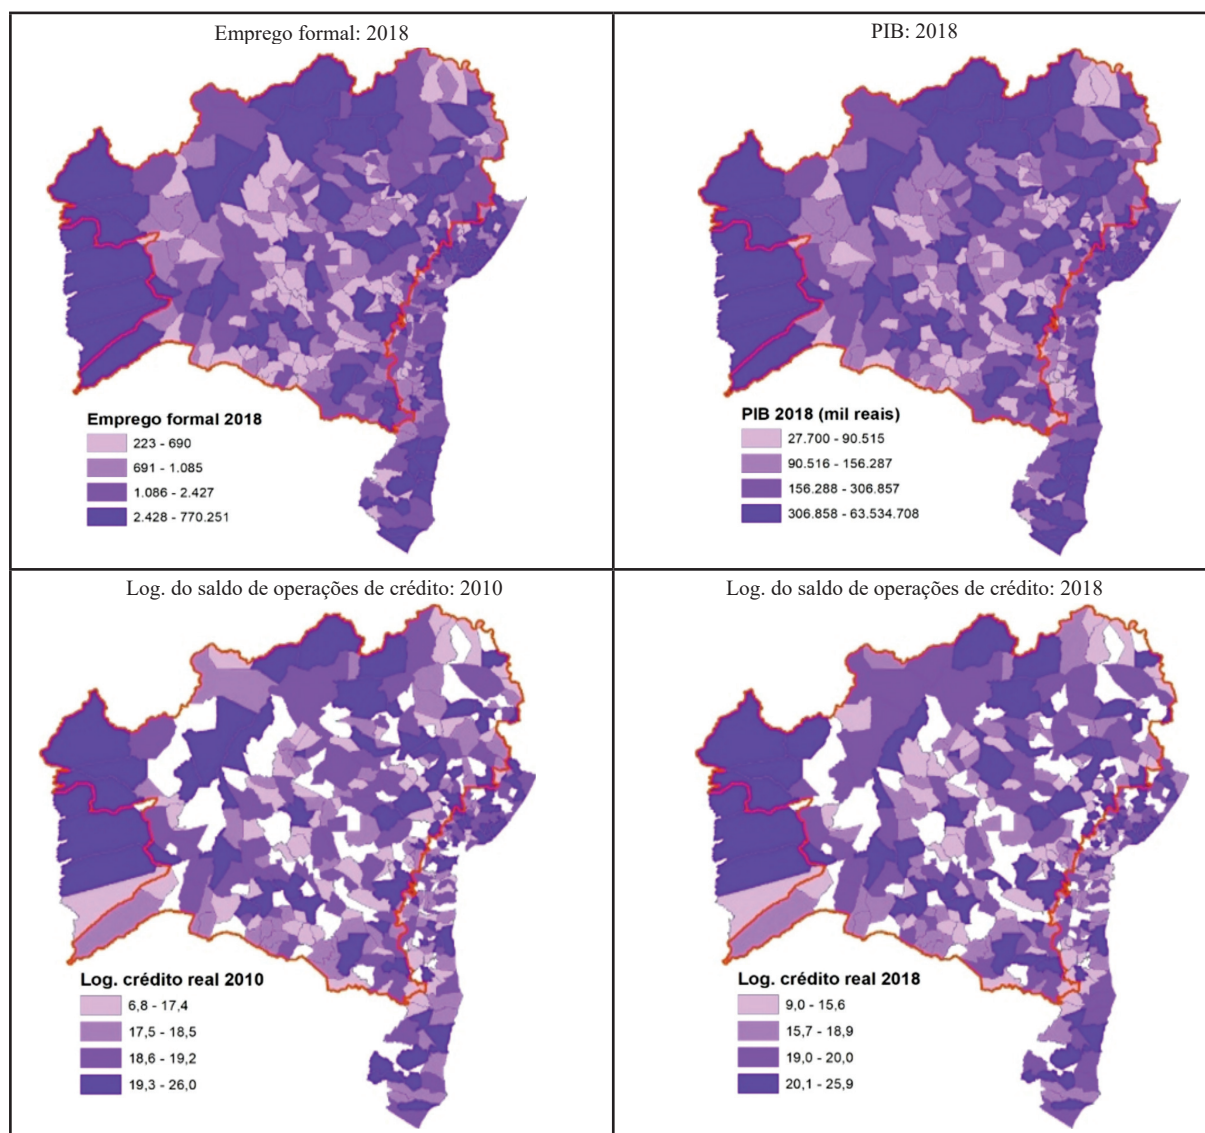 Emprego formal: 2018
Emprego formal 2018
223 - 690
691 - 1.085
1.086 - 2.427
2.428 - 770.251
PIB: 2018
PIB 2018 (mil reais)
27.700 - 90.515
90.516 - 156.287
156.288 - 306.857
306.858 - 63.534.708
Log. do saldo de operações de crédito: 2010
Log. crédito real 2010
6,8 - 17,4
17,5 - 18,5
18,6 - 19,2
19,3 - 26,0
Log. do saldo de operações de crédito: 2018
Log. crédito real 2018
9,0 - 15,6
15,7 - 18,9
19,0 - 20,0
20,1 - 25,9